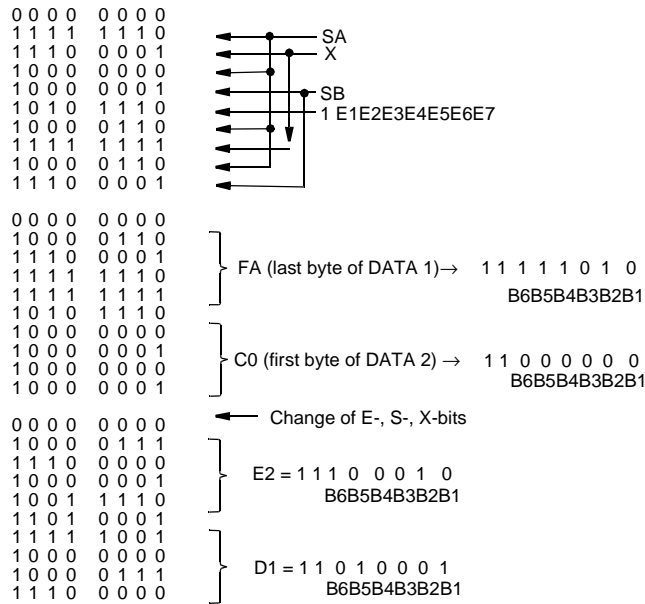 0 0 0 0 0 0 0 0
1 1 1 1 1 1 1 0 SA
1 1 1 0 0 0 0 1 X
1 0 0 0 0 0 0 0
1 0 0 0 0 0 0 1 SB
1 0 1 0 1 1 1 0 1 E1E2E3E4E5E6E7
1 0 0 0 0 1 1 0
1 1 1 1 1 1 1 1
1 0 0 0 0 1 1 0
1 1 1 0 0 0 0 1
0 0 0 0 0 0 0 0
1 0 0 0 0 1 1 0
1 1 1 0 0 0 0 1 FA (last byte of DATA 1)→ 1 1 1 1 1 0 1 0
1 1 1 1 1 1 1 0 B6B5B4B3B2B1
1 1 1 1 1 1 1 1
1 0 1 0 1 1 1 0
1 0 0 0 0 0 0 0
1 0 0 0 0 0 0 1 C0 (first byte of DATA 2) → 1 1 0 0 0 0 0 0
1 0 0 0 0 0 0 0 B6B5B4B3B2B1
1 0 0 0 0 0 0 1
Change of E-, S-, X-bits
0 0 0 0 0 0 0 0
1 0 0 0 0 1 1 1
1 1 1 0 0 0 0 0 E2 = 1 1 1 0 0 0 1 0
1 0 0 0 0 0 0 1 B6B5B4B3B2B1
1 0 0 1 1 1 1 0
1 1 0 1 0 0 0 1
1 1 1 1 1 0 0 1
1 0 0 0 0 0 0 0 D1 = 1 1 0 1 0 0 0 1
1 0 0 0 0 1 1 1 B6B5B4B3B2B1
1 1 1 0 0 0 0 0